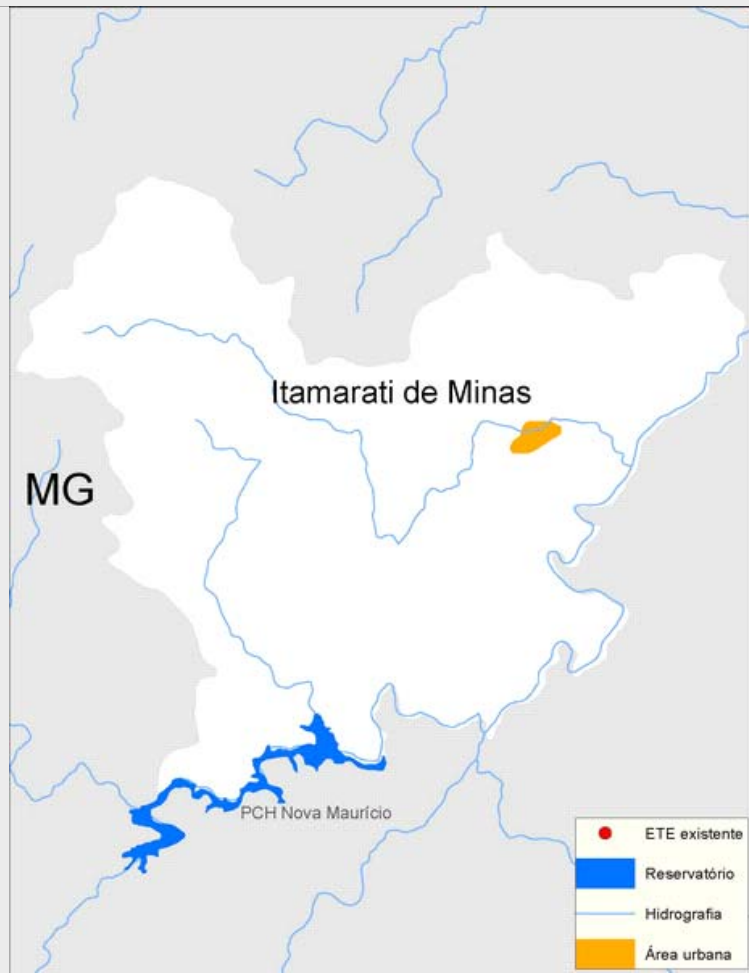 Itamarati de Minas
MG
PCH Nova Maurício
ETE existente
Reservatório
Hidrografia
Área urbana